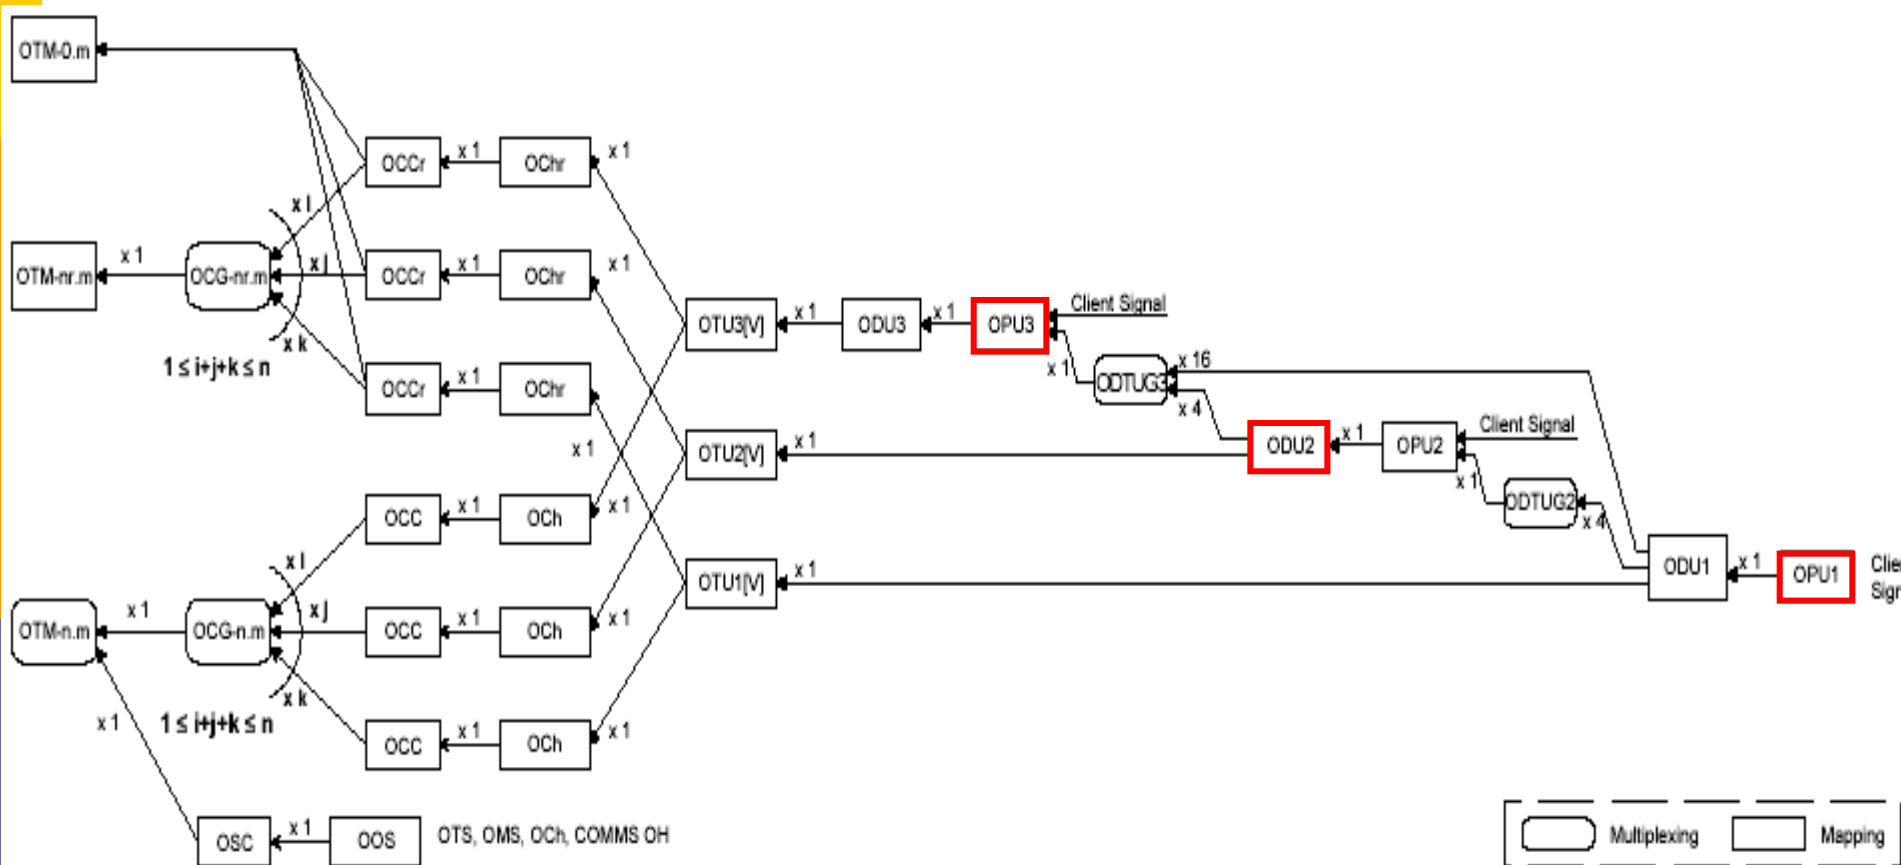 OTM-0.m
OCCr
x 1
OChr
x 1
x i
OTM-nr.m
x 1
OCG-nr.m
x j
OCCr
x 1
OChr
x 1
x k
1 ≤ i+j+k ≤ n
OCCr
x 1
OChr
x 1
OTU3[V]
x 1
ODU3
x 1
OPU3
Client Signal
x 1
ODTUG3
x 16
x 4
OTU2[V]
x 1
ODU2
x 1
OPU2
Client Signal
x 1
ODTUG2
x 4
OTU1[V]
x 1
ODU1
x 1
OPU1
OCC
x 1
OCh
x 1
x i
OTM-n.m
x 1
OCG-n.m
x j
OCC
x 1
OCh
x 1
x k
1 ≤ i+j+k ≤ n
OCC
x 1
OCh
x 1
x 1
OSC
x 1
OOS
OTS, OMS, OCh, COMMS OH
Multiplexing
Mapping